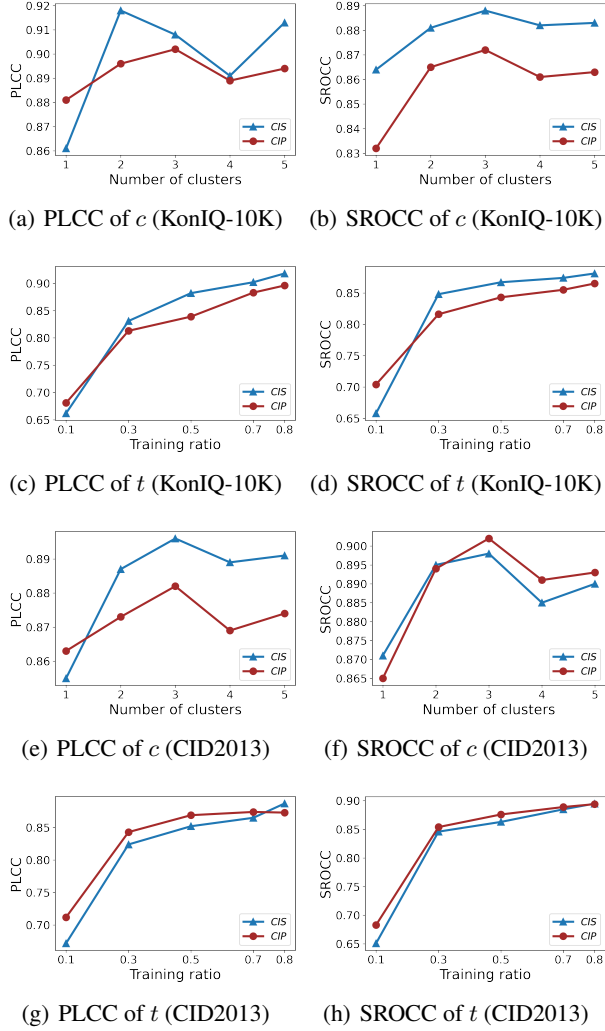 0.92
0.91
0.90
0.89
0.88
0.87
0.86
PLCC
CIS
CIP
1 2 3 4 5
Number of clusters
(a) PLCC of c (KonIQ-10K)
0.89
0.88
0.87
0.86
0.85
0.84
0.83
SROCC
CIS
CIP
1 2 3 4 5
Number of clusters
(b) SROCC of c (KonIQ-10K)
0.90
0.85
0.80
0.75
0.70
0.65
PLCC
CIS
CIP
0.1 0.3 0.5 0.7 0.8
Training ratio
(c) PLCC of t (KonIQ-10K)
0.85
0.80
0.75
0.70
0.65
SROCC
CIS
CIP
0.1 0.3 0.5 0.7 0.8
Training ratio
(d) SROCC of t (KonIQ-10K)
0.89
0.88
0.87
0.86
PLCC
CIS
CIP
1 2 3 4 5
Number of clusters
(e) PLCC of c (CID2013)
0.900
0.895
0.890
0.885
0.880
0.875
0.870
0.865
SROCC
CIS
CIP
1 2 3 4 5
Number of clusters
(f) SROCC of c (CID2013)
0.85
0.80
0.75
0.70
PLCC
CIS
CIP
0.1 0.3 0.5 0.7 0.8
Training ratio
(g) PLCC of t (CID2013)
0.90
0.85
0.80
0.75
0.70
0.65
SROCC
CIS
CIP
0.1 0.3 0.5 0.7 0.8
Training ratio
(h) SROCC of t (CID2013)